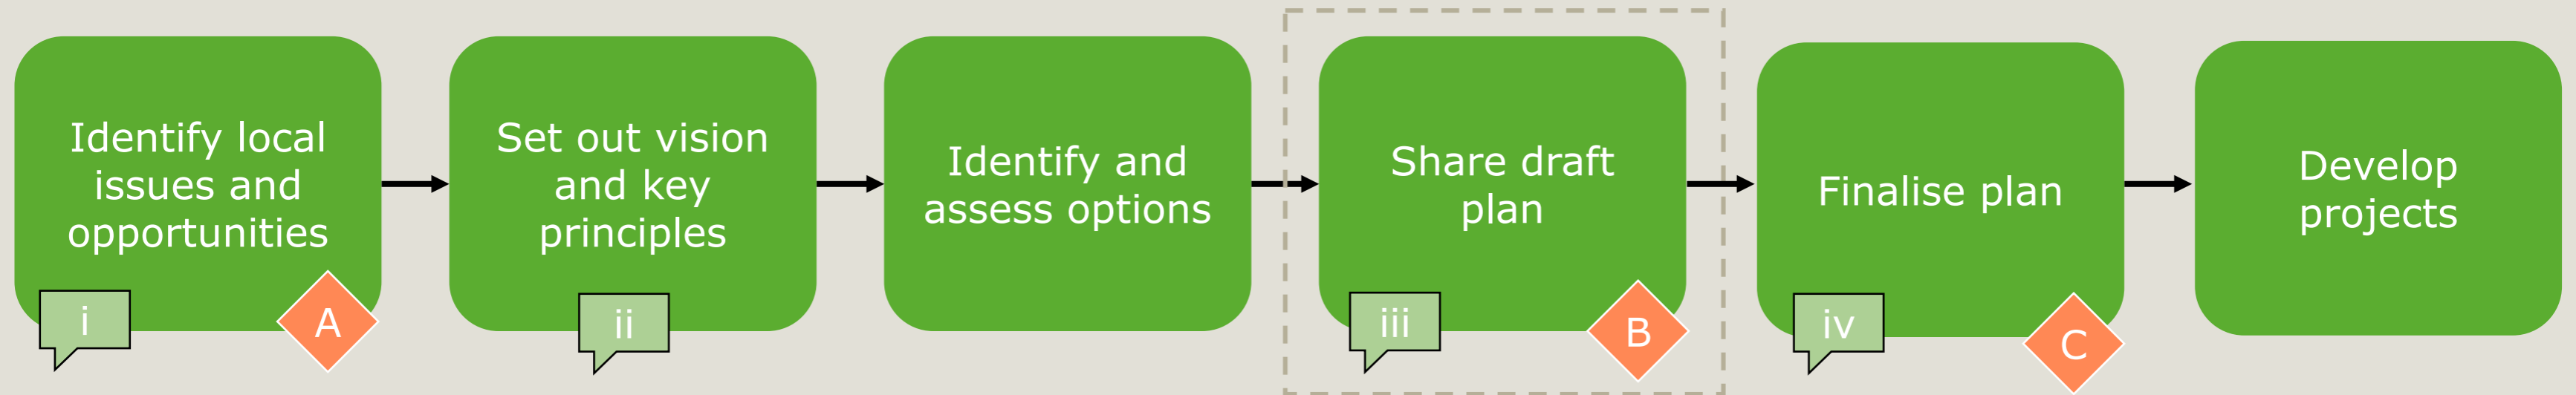 Identify local
issues and
opportunities
i
A
Set out vision
and key
principles
ii
Identify and
assess options
Share draft
plan
iii
B
Finalise plan
iv
C
Develop
projects